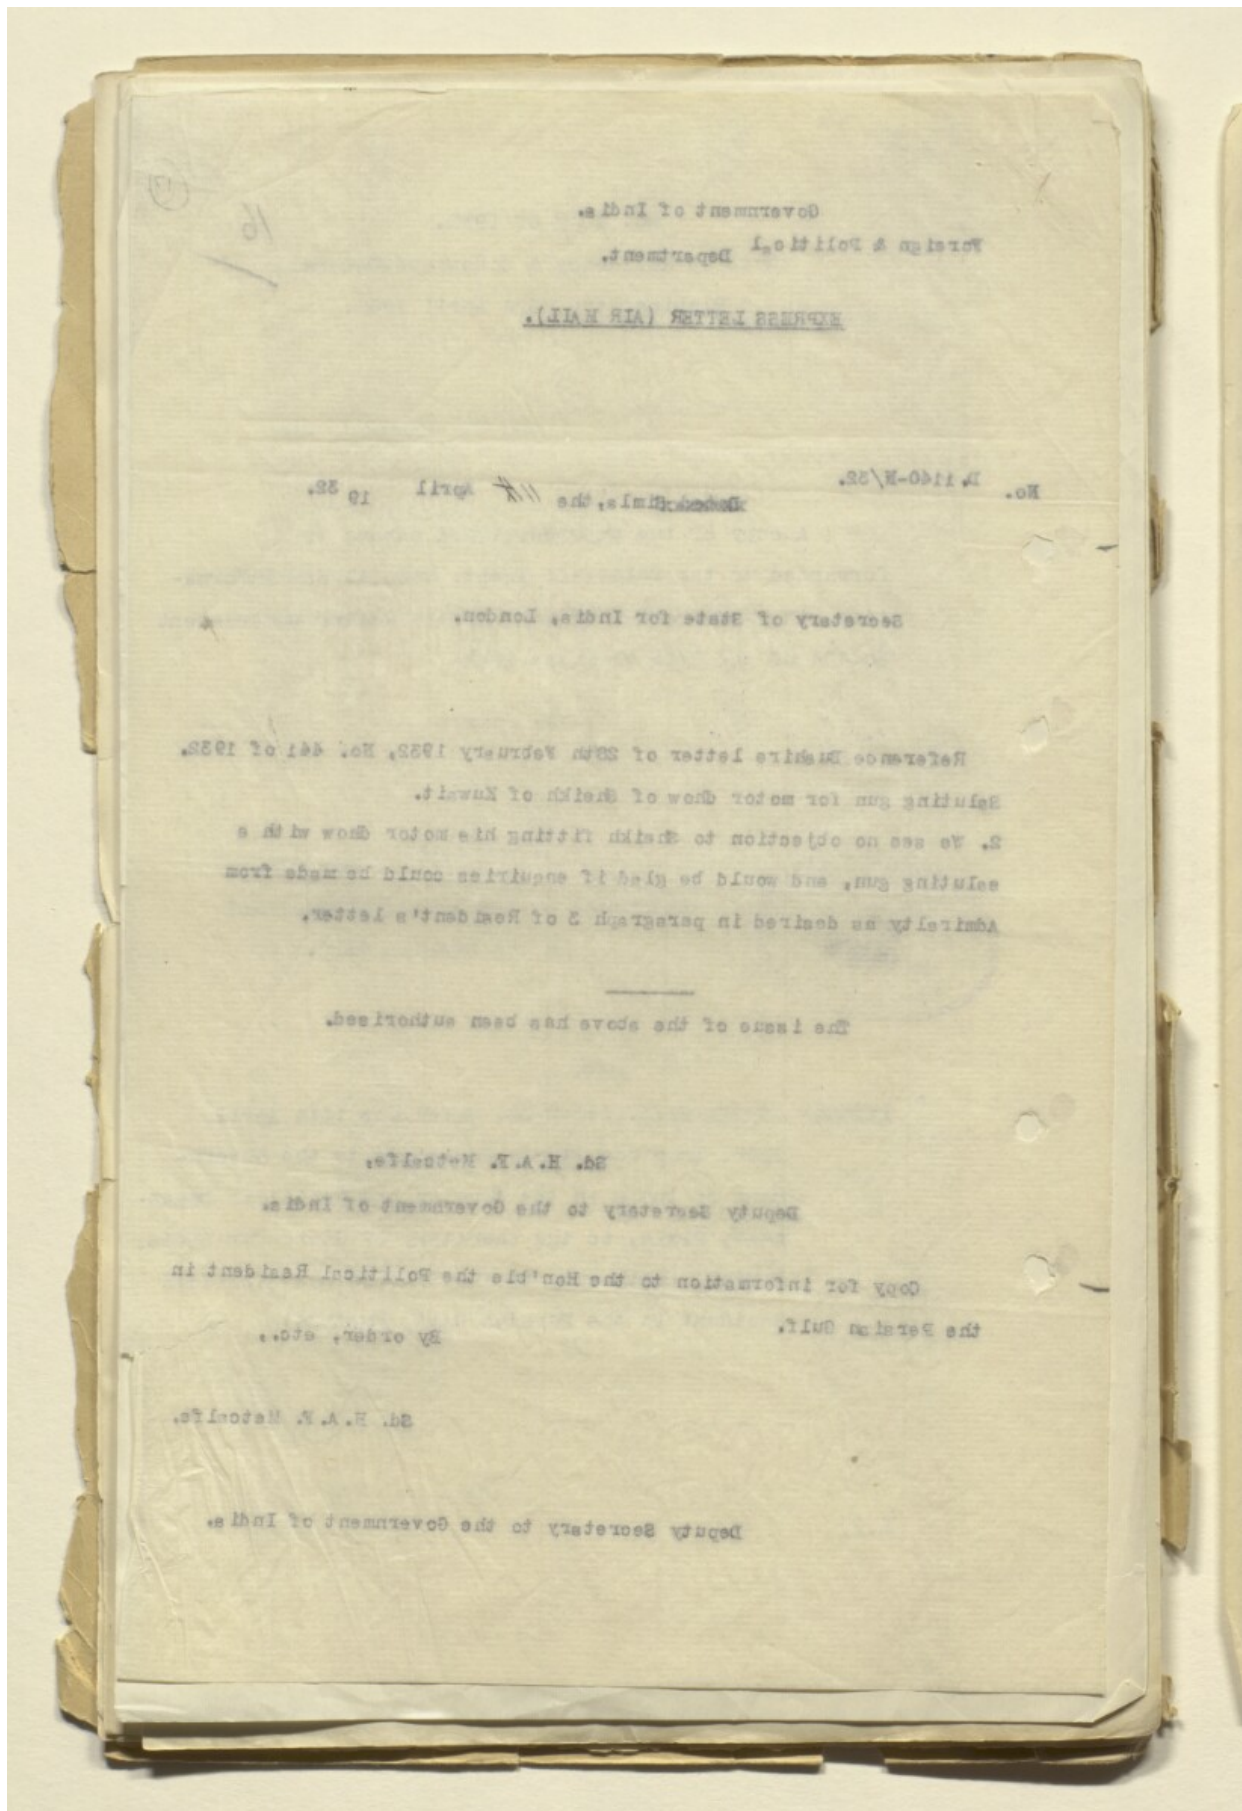 16
Government of India.
Foreign & Political Department.
EXPRESS LETTER (AIR MAIL).
No. D.1140-N/32.
Dated Simla, the 11th April 1932.
Secretary of State for India, London.
Reference Bushire letter of 28th February 1932, No. 441 of 1932.
Saluting gun for motor dhow of Sheikh of Kuwait.
2. We see no objection to Shaikh fitting his motor dhow with a
saluting gun, and would be glad if enquiries could be made from
Admiralty as desired in paragraph 3 of Resident's letter.
The issue of the above has been authorised.
Sd. H.A.F. Metcalfe,
Deputy Secretary to the Government of India.
Copy for information to the Hon'ble the Political Resident in
the Persian Gulf.
By order, etc.,
Sd. H.A.F. Metcalfe.
Deputy Secretary to the Government of India.